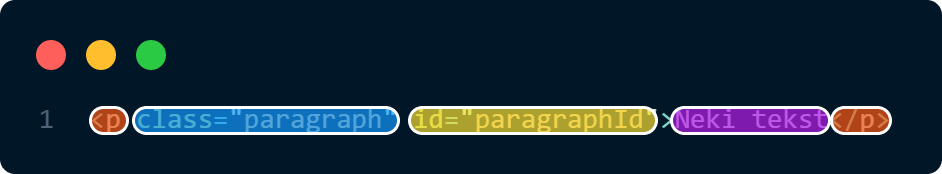 1 <p class="paragraph" id="paragraphId">Neki tekst</p>